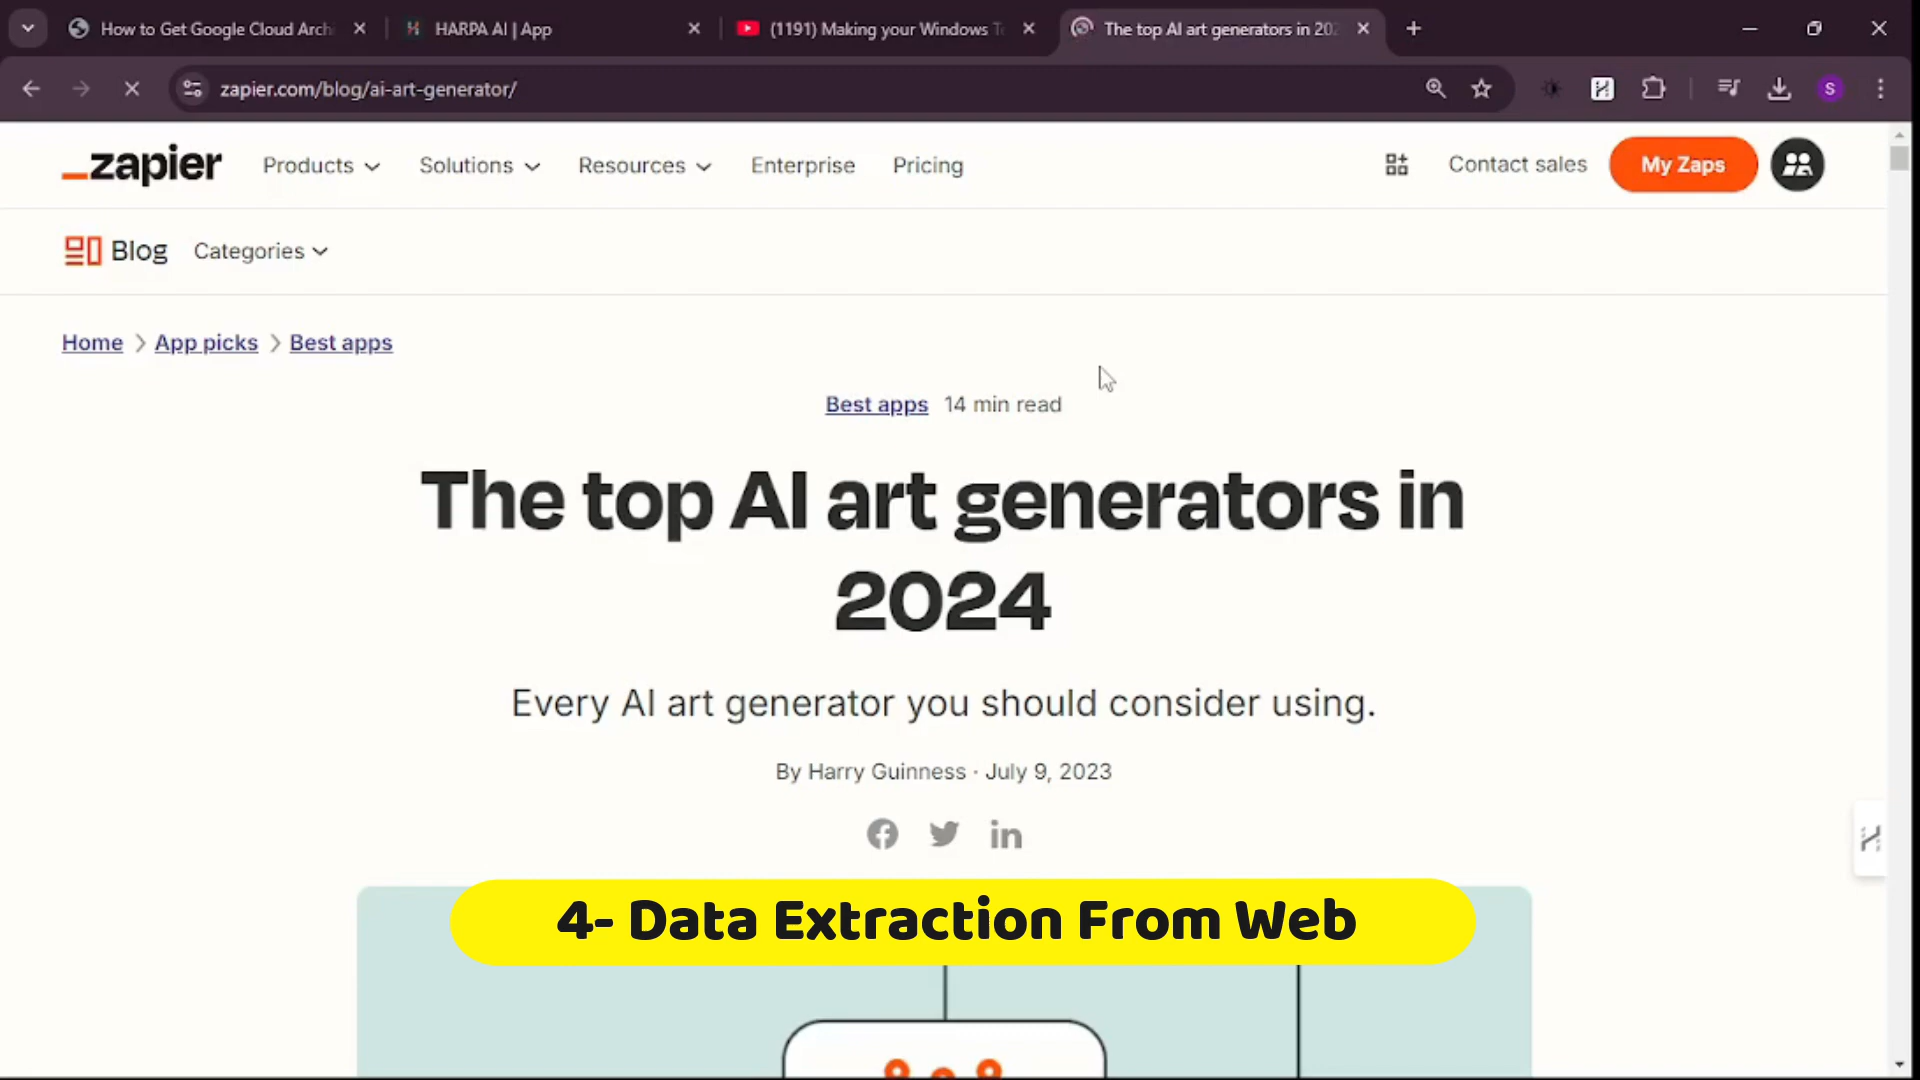 How to Get Google Cloud Arch
HARPA AI | App
(1191) Making your Windows T
The top AI art generators in 202
zapier.com/blog/ai-art-generator/
S
_zapier
Products
Solutions
Resources
Enterprise
Pricing
Contact sales
My Zaps
Blog
Categories
Home > App picks > Best apps
Best apps 14 min read
The top AI art generators in
2024
Every AI art generator you should consider using.
By Harry Guinness · July 9, 2023
4- Data Extraction From Web